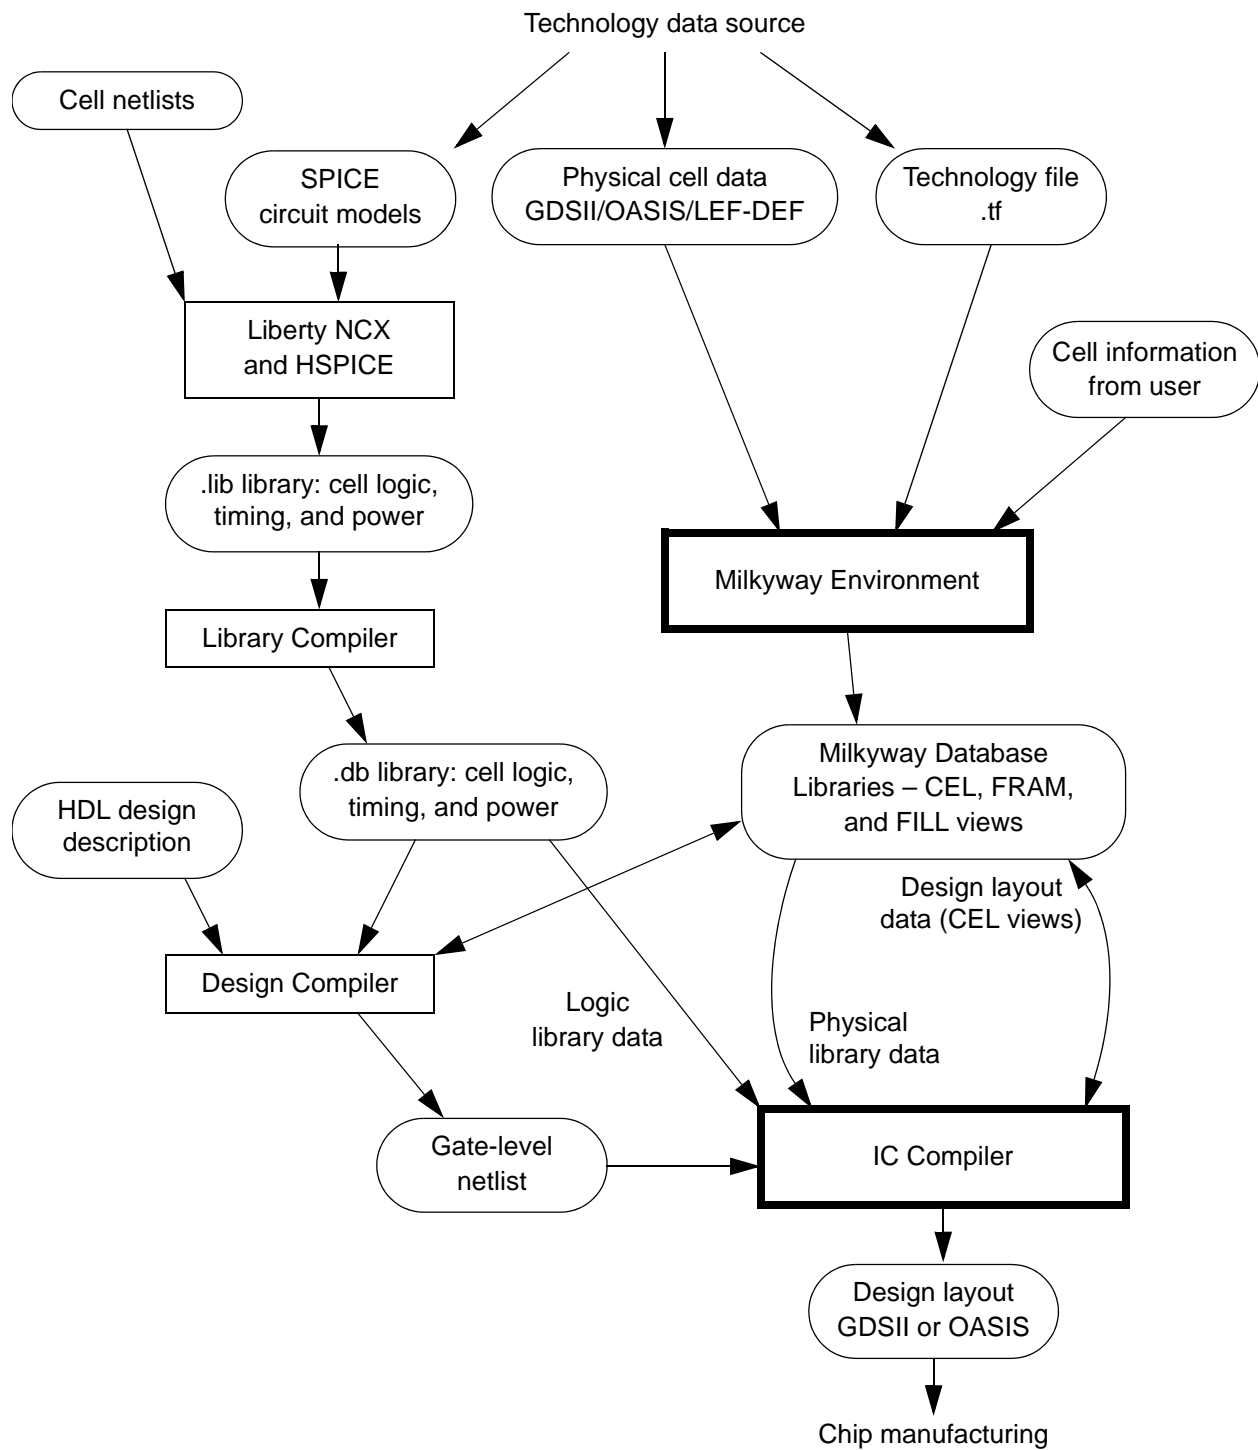 Technology data source
Cell netlists
SPICE
circuit models
Physical cell data
GDSII/OASIS/LEF-DEF
Technology file
.tf
Liberty NCX
and HSPICE
Cell information
from user
.lib library: cell logic,
timing, and power
Milkyway Environment
Library Compiler
.db library: cell logic,
timing, and power
Milkyway Database
Libraries – CEL, FRAM,
and FILL views
HDL design
description
Design layout
data (CEL views)
Design Compiler
Logic
library data
Physical
library data
Gate-level
netlist
IC Compiler
Design layout
GDSII or OASIS
Chip manufacturing